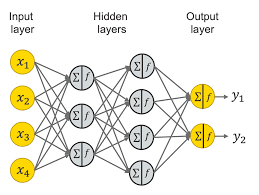 Input layer
Hidden layers
Output layer
x₁
x₂
x₃
x₄
Σ f
Σ f
Σ f
Σ f
Σ f
Σ f
Σ f
Σ f
Σ f
y₁
y₂